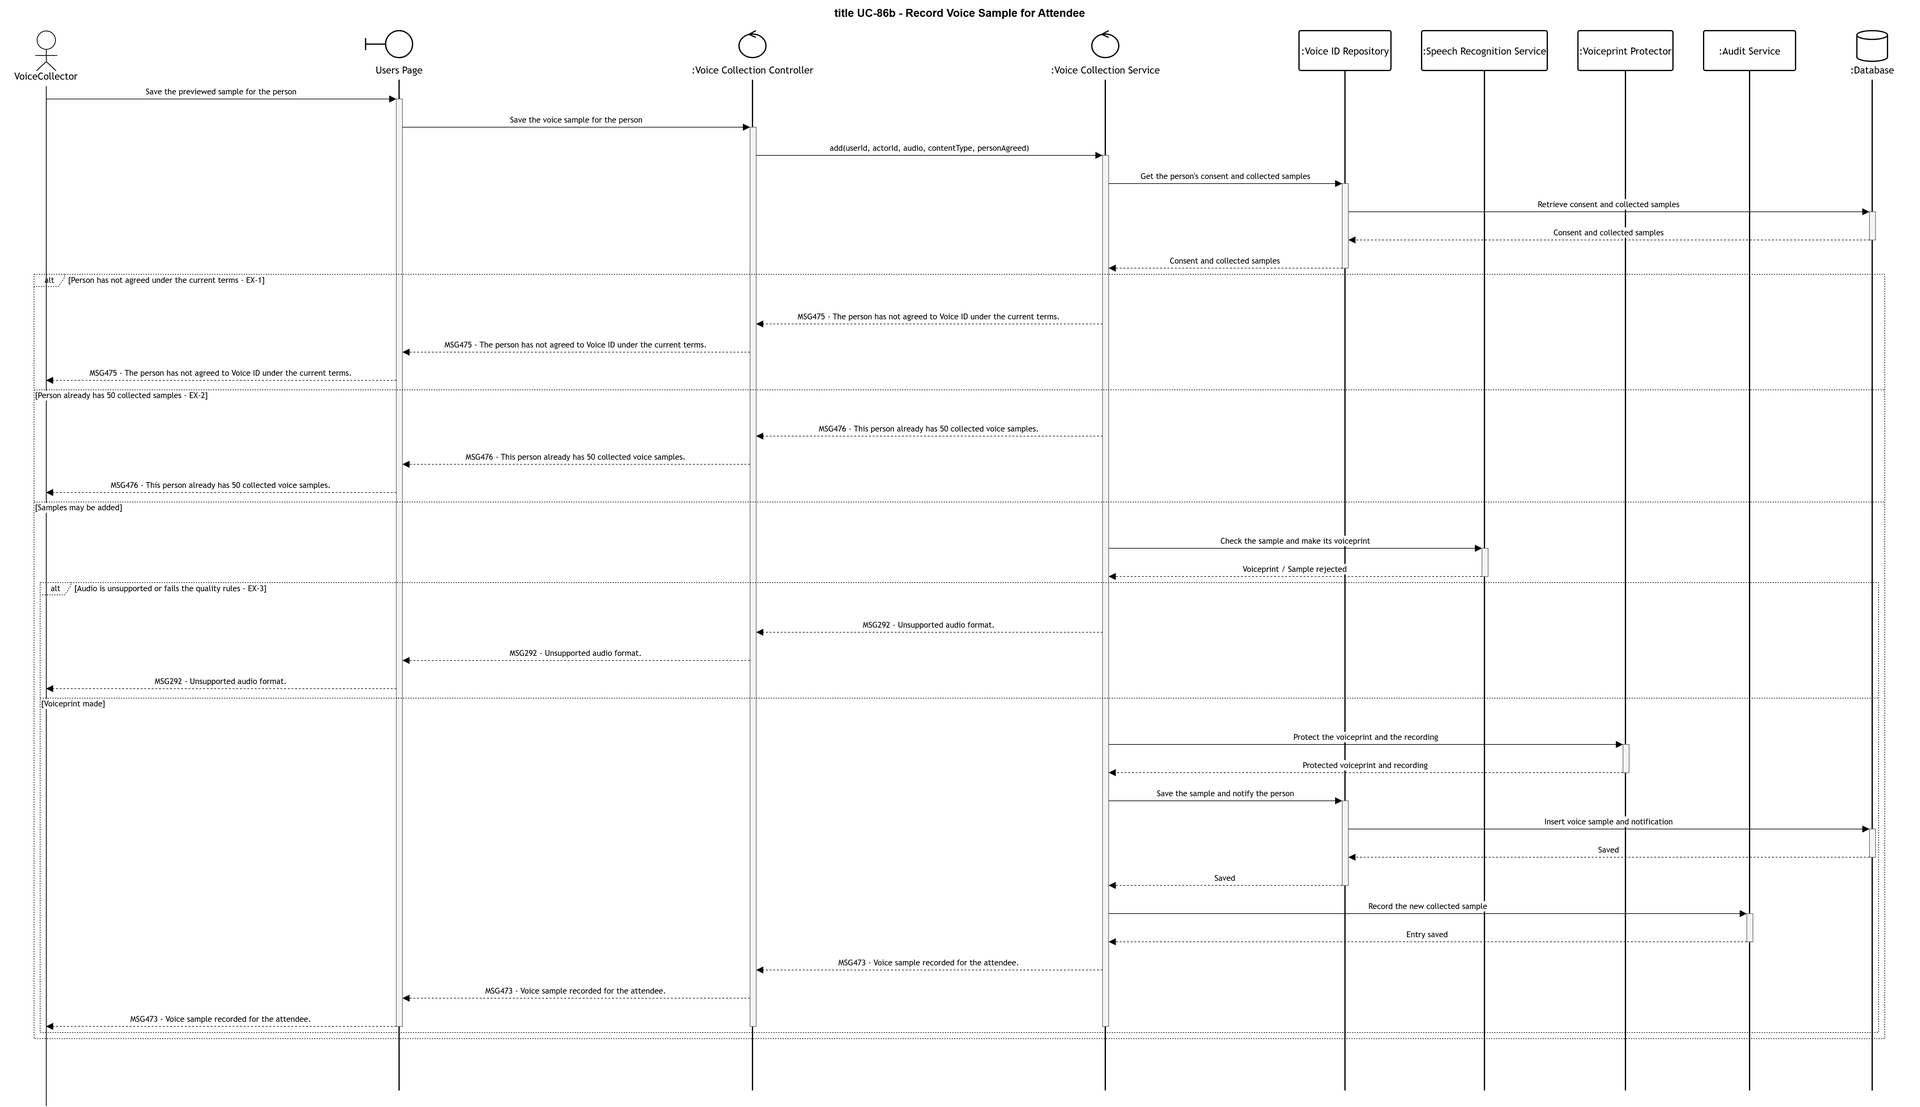 title UC-86b - Record Voice Sample for Attendee
VoiceCollector
Users Page
:Voice Collection Controller
:Voice Collection Service
:Voice ID Repository
:Speech Recognition Service
:Voiceprint Protector
:Audit Service
:Database
Save the previewed sample for the person
Save the voice sample for the person
add(userId, actorId, audio, contentType, personAgreed)
Get the person's consent and collected samples
Retrieve consent and collected samples
Consent and collected samples
Consent and collected samples
alt
[Person has not agreed under the current terms - EX-1]
MSG475 - The person has not agreed to Voice ID under the current terms.
MSG475 - The person has not agreed to Voice ID under the current terms.
MSG475 - The person has not agreed to Voice ID under the current terms.
[Person already has 50 collected samples - EX-2]
MSG476 - This person already has 50 collected voice samples.
MSG476 - This person already has 50 collected voice samples.
MSG476 - This person already has 50 collected voice samples.
[Samples may be added]
Check the sample and make its voiceprint
Voiceprint / Sample rejected
alt
[Audio is unsupported or fails the quality rules - EX-3]
MSG292 - Unsupported audio format.
MSG292 - Unsupported audio format.
MSG292 - Unsupported audio format.
[Voiceprint made]
Protect the voiceprint and the recording
Protected voiceprint and recording
Save the sample and notify the person
Insert voice sample and notification
Saved
Saved
Record the new collected sample
Entry saved
MSG473 - Voice sample recorded for the attendee.
MSG473 - Voice sample recorded for the attendee.
MSG473 - Voice sample recorded for the attendee.